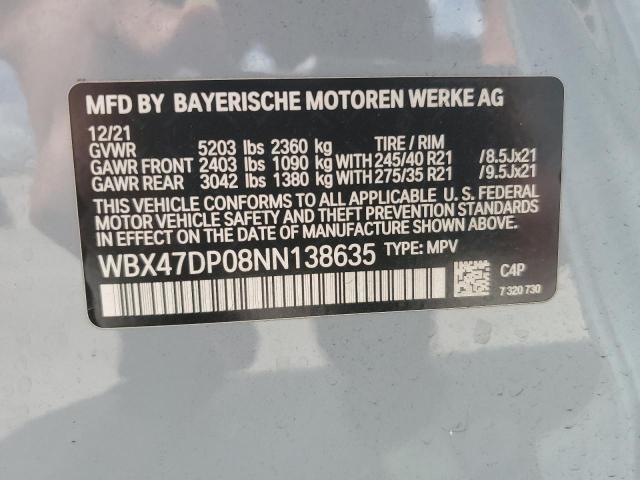 MFD BY BAYERISCHE MOTOREN WERKE AG
12/21 TIRE / RIM
GVWR 5203 lbs 2360 kg
GAWR FRONT 2403 lbs 1090 kg WITH 245/40 R21 /8.5Jx21
GAWR REAR 3042 lbs 1380 kg WITH 275/35 R21 /9.5Jx21
THIS VEHICLE CONFORMS TO ALL APPLICABLE U. S. FEDERAL
MOTOR VEHICLE SAFETY AND THEFT PREVENTION STANDARDS
IN EFFECT ON THE DATE OF MANUFACTURE SHOWN ABOVE.
WBX47DP08NN138635 TYPE: MPV
C4P
7 320 730